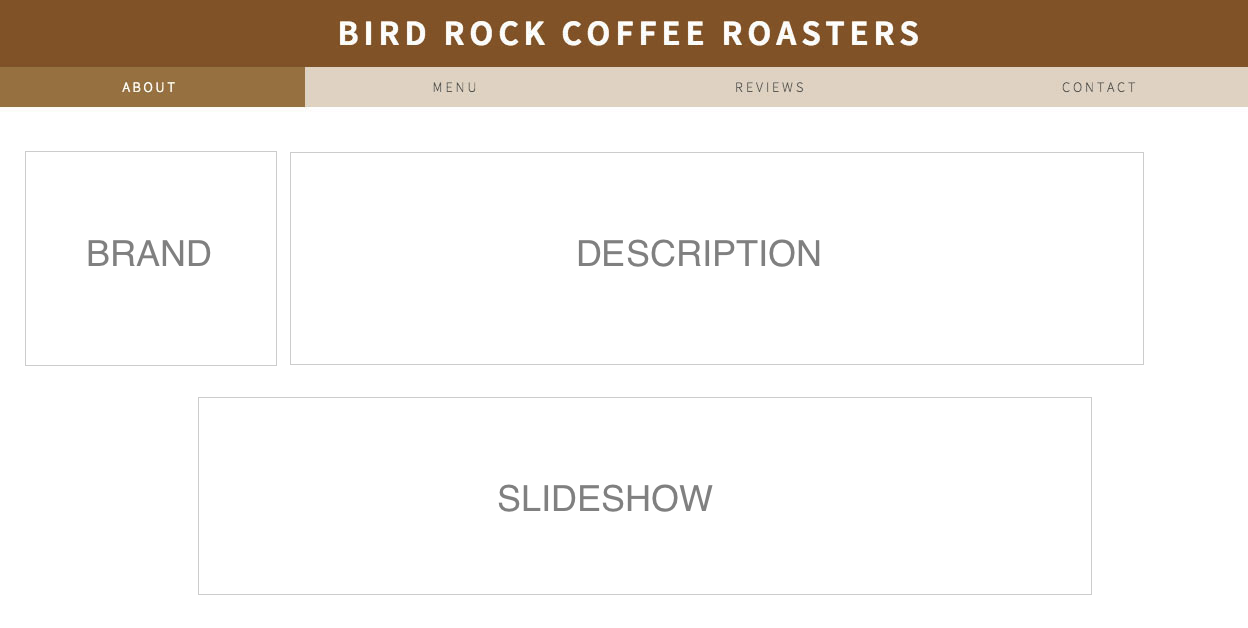 BIRD ROCK COFFEE ROASTERS
ABOUT MENU REVIEWS CONTACT
BRAND DESCRIPTION
SLIDESHOW